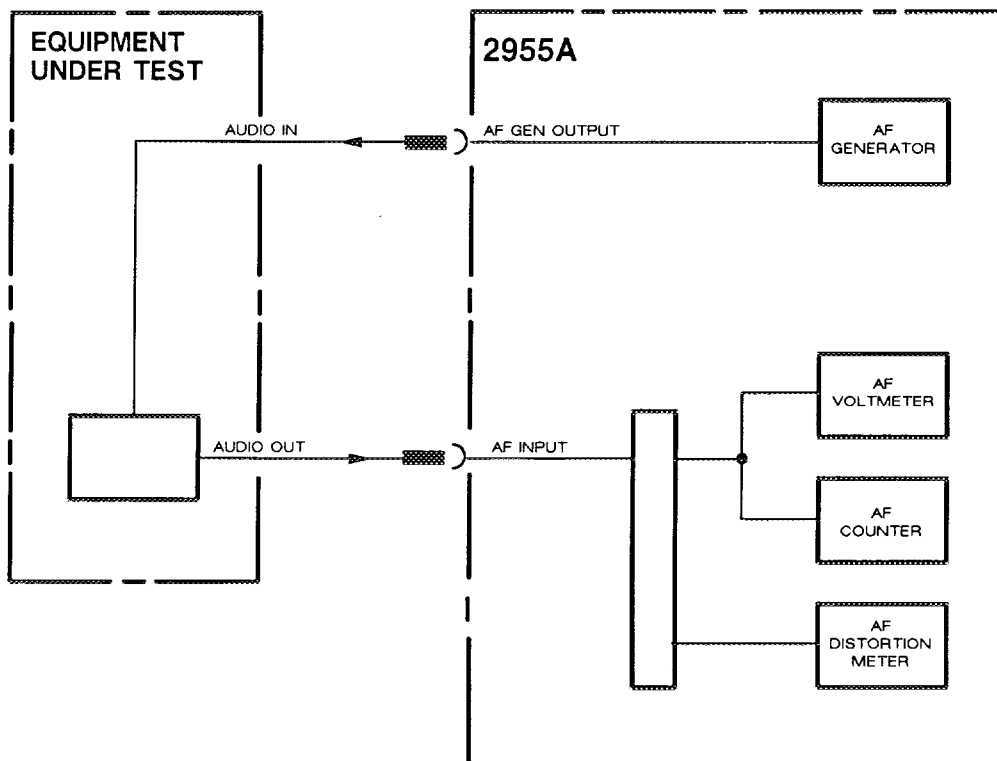 EQUIPMENT
UNDER TEST
2955A
AUDIO IN
AF GEN OUTPUT
AF
GENERATOR
AUDIO OUT
AF INPUT
AF
VOLTMETER
AF
COUNTER
AF
DISTORTION
METER